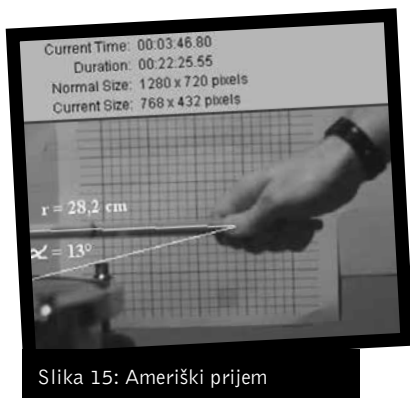 Current Time: 00:03:46.80
Duration: 00:22:25.55
Normal Size: 1280 x 720 pixels
Current Size: 768 x 432 pixels
r = 28,2 cm
∝ = 13°
Slika 15: Ameriški prijem